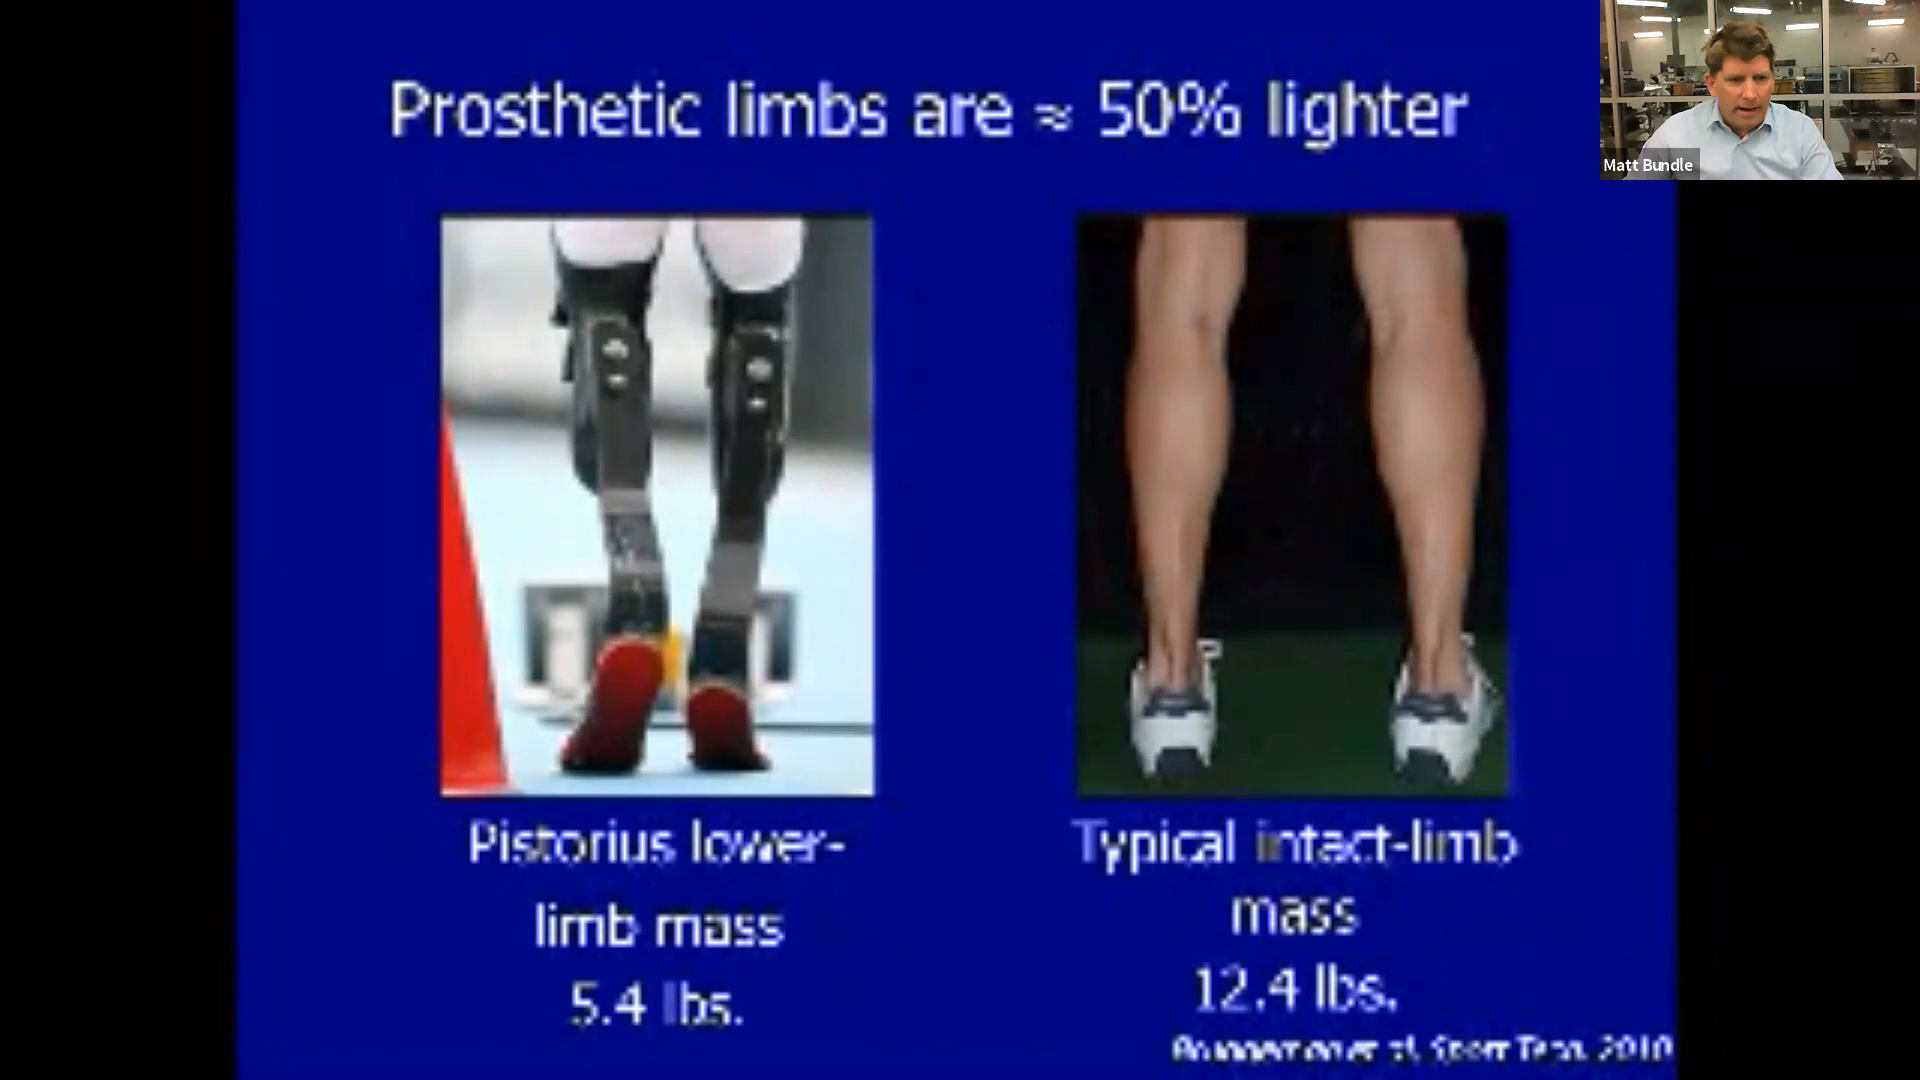 Prosthetic limbs are ≈ 50% lighter
Matt Bundle
Pistorius lower-
limb mass
5.4 lbs.
Typical intact-limb
mass
12.4 lbs.
2010